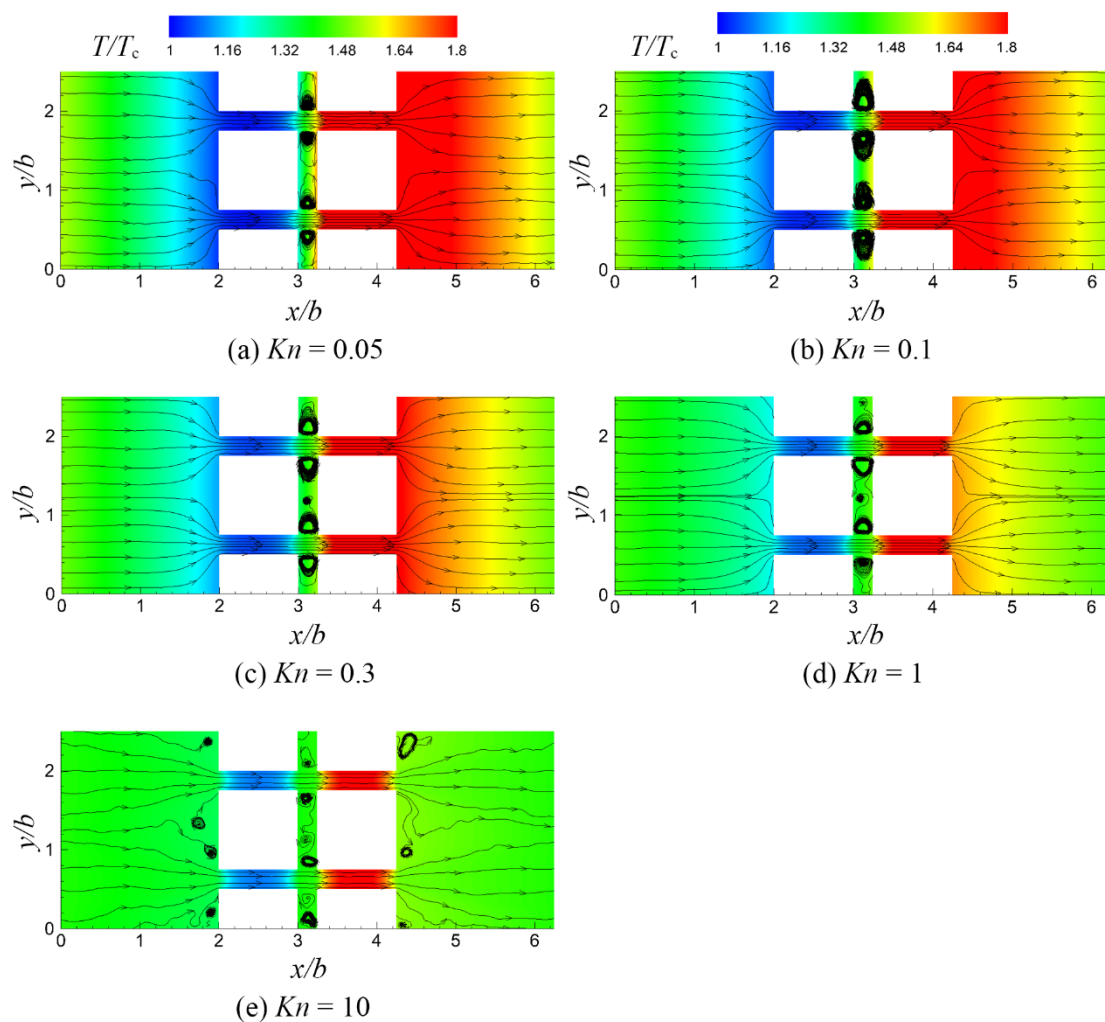 T/Tc 1 1.16 1.32 1.48 1.64 1.8
T/Tc 1 1.16 1.32 1.48 1.64 1.8
y/b
2
1
0
0 1 2 3 4 5 6
x/b
(a) Kn = 0.05
y/b
2
1
0
0 1 2 3 4 5 6
x/b
(b) Kn = 0.1
y/b
2
1
0
0 1 2 3 4 5 6
x/b
(c) Kn = 0.3
y/b
2
1
0
0 1 2 3 4 5 6
x/b
(d) Kn = 1
y/b
2
1
0
0 1 2 3 4 5 6
x/b
(e) Kn = 10